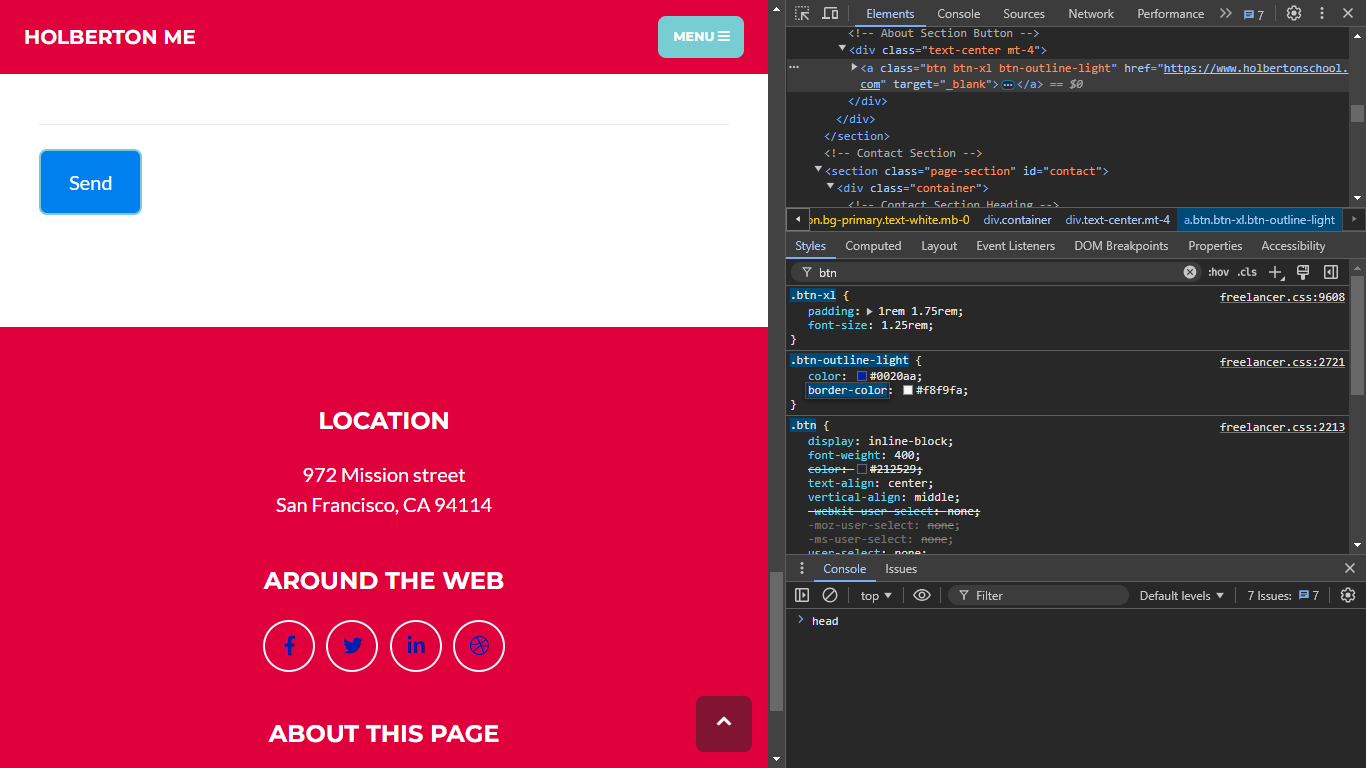 HOLBERTON ME
MENU
Send
LOCATION
972 Mission street
San Francisco, CA 94114
AROUND THE WEB
ABOUT THIS PAGE
Elements Console Sources Network Performance 7
<!-- About Section Button -->
<div class="text-center mt-4">
<a class="btn btn-xl btn-outline-light" href="https://www.holbertonschool.
com" target="_blank"> … </a> == $0
</div>
</div>
</section>
<!-- Contact Section -->
<section class="page-section" id="contact">
<div class="container">
<!-- Contact Section Heading -->
on.bg-primary.text-white.mb-0 div.container div.text-center.mt-4 a.btn.btn-xl.btn-outline-light
Styles Computed Layout Event Listeners DOM Breakpoints Properties Accessibility
btn :hov .cls
.btn-xl { freelancer.css:9608
padding: 1rem 1.75rem;
font-size: 1.25rem;
}
.btn-outline-light { freelancer.css:2721
color: #0020aa;
border-color: #f8f9fa;
}
.btn { freelancer.css:2213
display: inline-block;
font-weight: 400;
color: #212529;
text-align: center;
vertical-align: middle;
-webkit-user-select: none;
-moz-user-select: none;
-ms-user-select: none;
user-select: none;
Console Issues
top Filter Default levels 7 Issues: 7
head